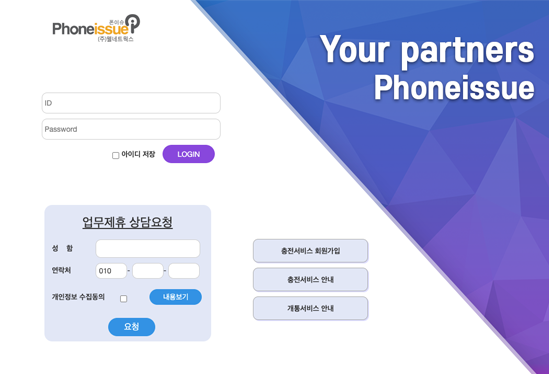 폰이슈
Phoneissue
(주)웰네트웍스
Your partners
Phoneissue
ID
Password
아이디 저장
LOGIN
업무제휴 상담요청
성 함
연락처
010
-
-
개인정보 수집동의
내용보기
요청
충전서비스 회원가입
충전서비스 안내
개통서비스 안내